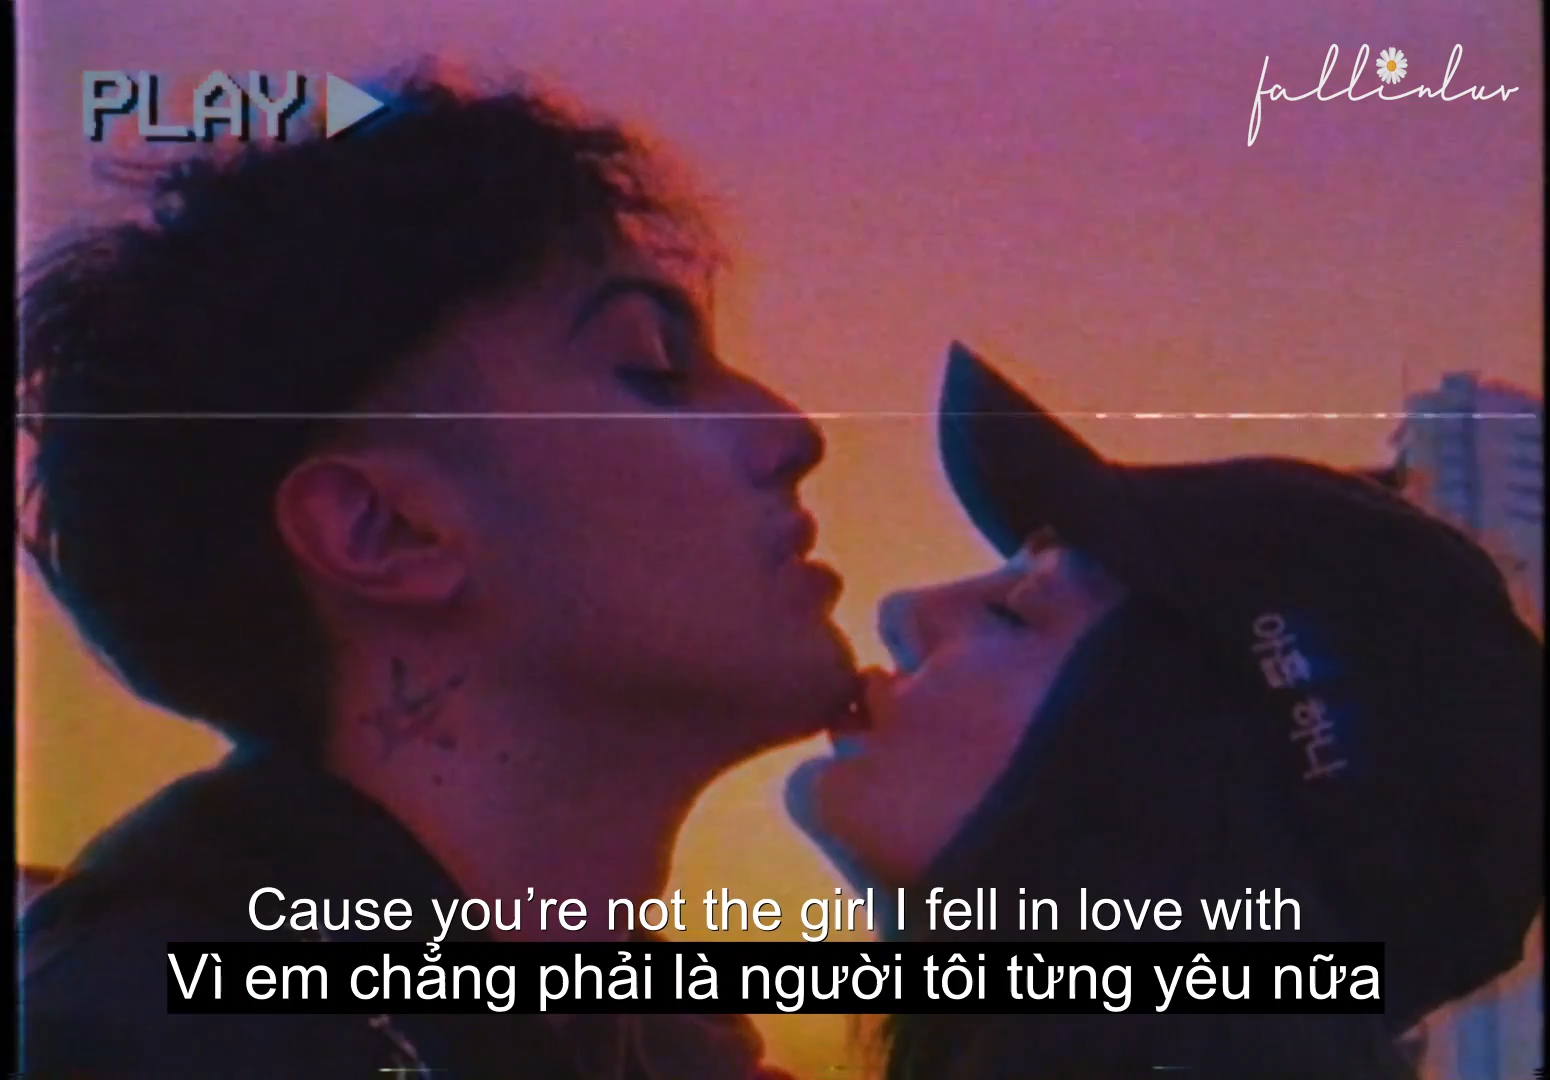 PLAY
fallinluv
Cause you’re not the girl I fell in love with
Vì em chẳng phải là người tôi từng yêu nữa